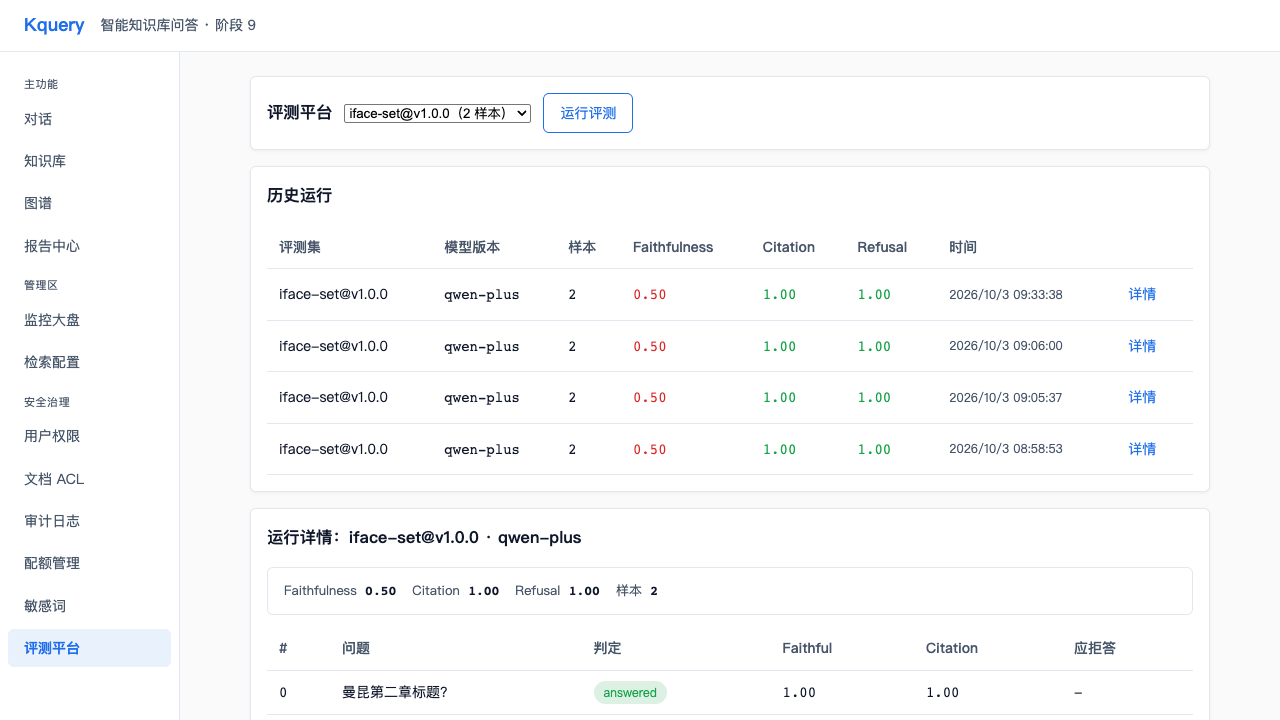 Kquery 智能知识库问答 · 阶段 9
主功能
对话
知识库
图谱
报告中心
管理区
监控大盘
检索配置
安全治理
用户权限
文档 ACL
审计日志
配额管理
敏感词
评测平台
评测平台 iface-set@v1.0.0（2 样本） 运行评测
历史运行
评测集 模型版本 样本 Faithfulness Citation Refusal 时间
iface-set@v1.0.0 qwen-plus 2 0.50 1.00 1.00 2026/10/3 09:33:38 详情
iface-set@v1.0.0 qwen-plus 2 0.50 1.00 1.00 2026/10/3 09:06:00 详情
iface-set@v1.0.0 qwen-plus 2 0.50 1.00 1.00 2026/10/3 09:05:37 详情
iface-set@v1.0.0 qwen-plus 2 0.50 1.00 1.00 2026/10/3 08:58:53 详情
运行详情：iface-set@v1.0.0 · qwen-plus
Faithfulness 0.50 Citation 1.00 Refusal 1.00 样本 2
# 问题 判定 Faithful Citation 应拒答
0 曼昆第二章标题? answered 1.00 1.00 —